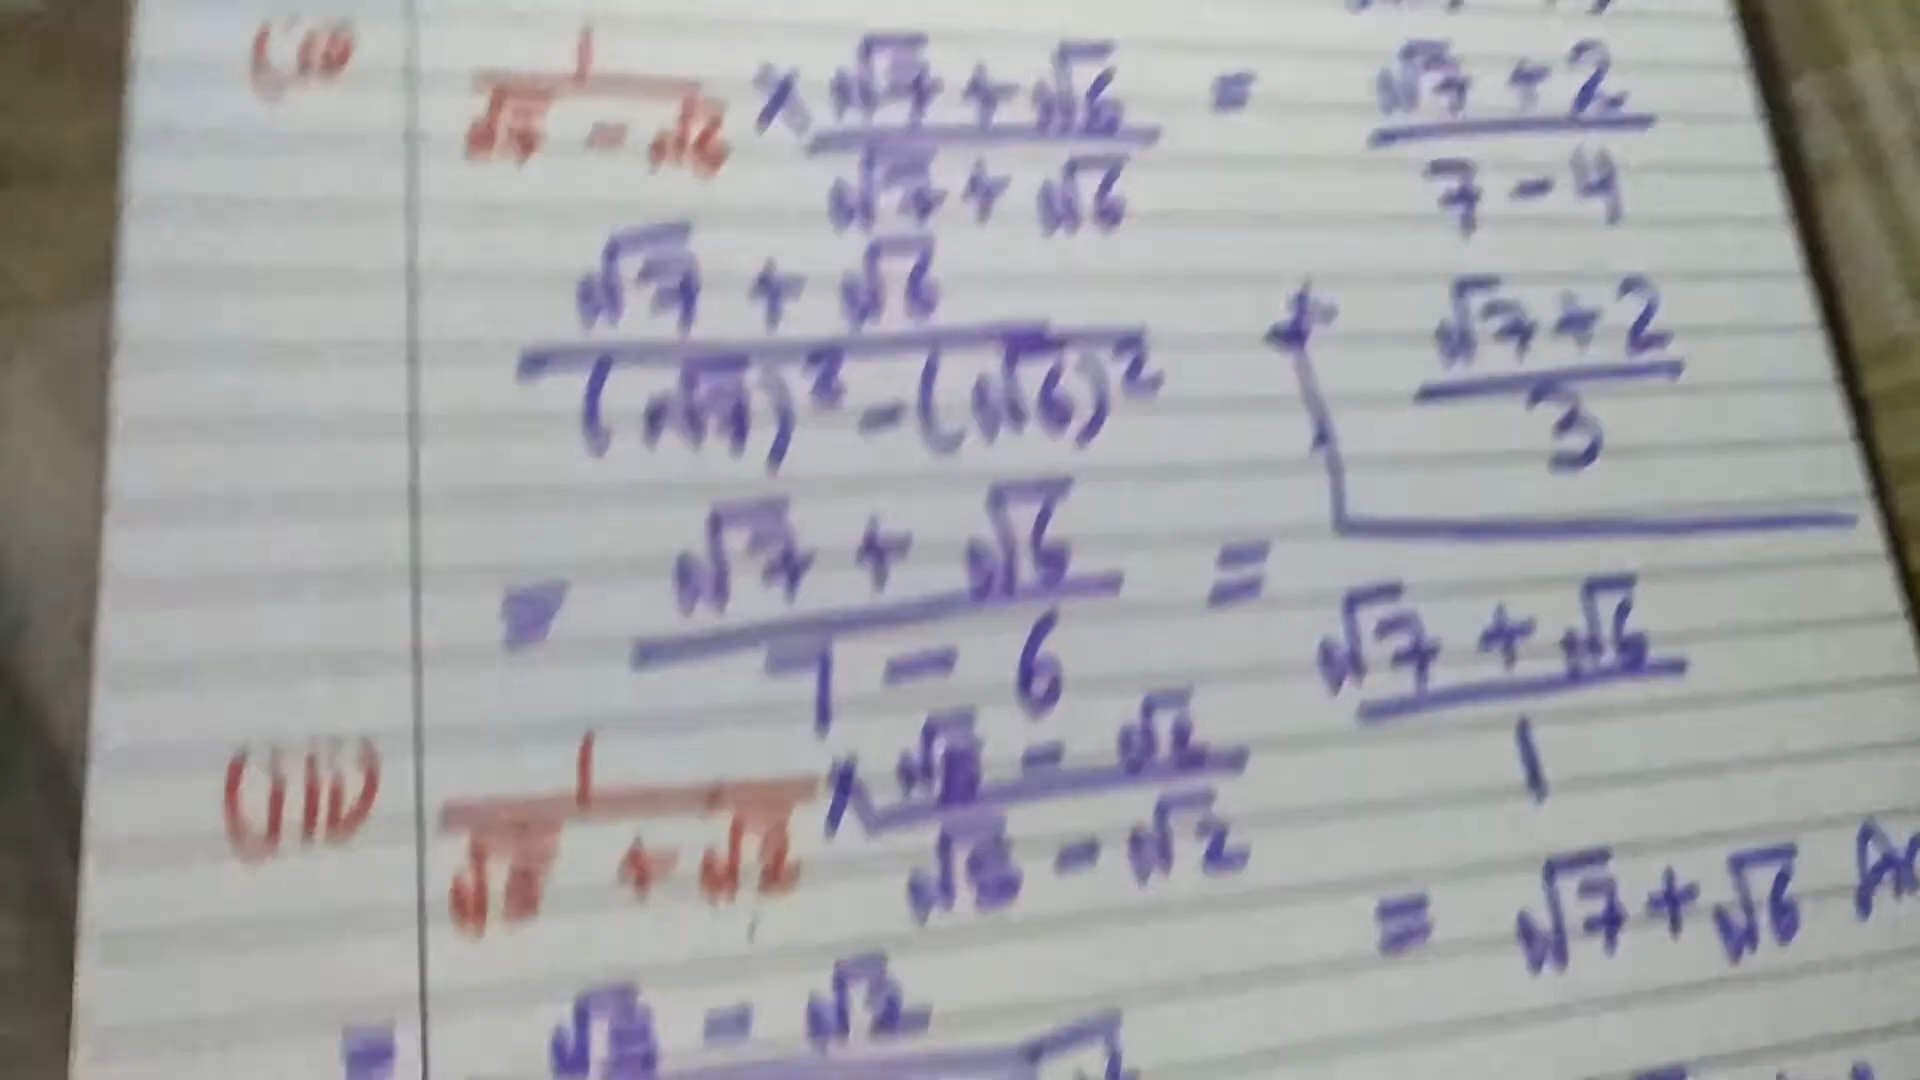 (ii) 1/(√7 - √6) × (√7 + √6)/(√7 + √6) =
(√7 + √6)/((√7)² - (√6)²)
= (√7 + √6)/(7 - 6) = (√7 + √6)/1
= √7 + √6
(√7 + 2)/(7 - 4)
(√7 + 2)/3
(iii) 1/(√5 + √2) × (√5 - √2)/(√5 - √2)
= √5 - √2